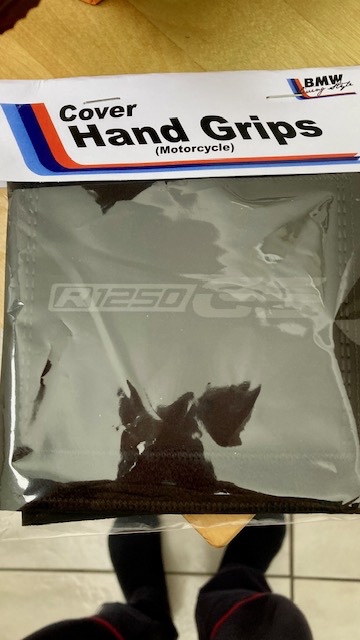 BMW
Cover
Hand Grips
(Motorcycle)
R1250